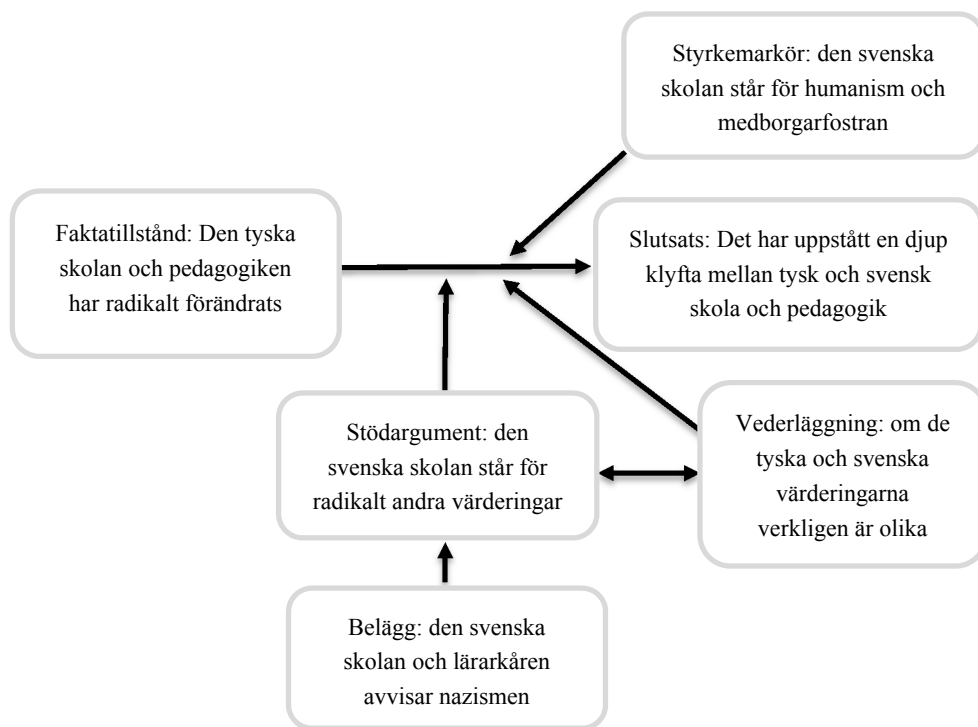 Styrkemarkör: den svenska
skolan står för humanism och
medborgarfostran
Faktatillstånd: Den tyska
skolan och pedagogiken
har radikalt förändrats
Slutsats: Det har uppstått en djup
klyfta mellan tysk och svensk
skola och pedagogik
Stödargument: den
svenska skolan står för
radikalt andra värderingar
Vederläggning: om de
tyska och svenska
värderingarna
verkligen är olika
Belägg: den svenska
skolan och lärarkåren
avvisar nazismen